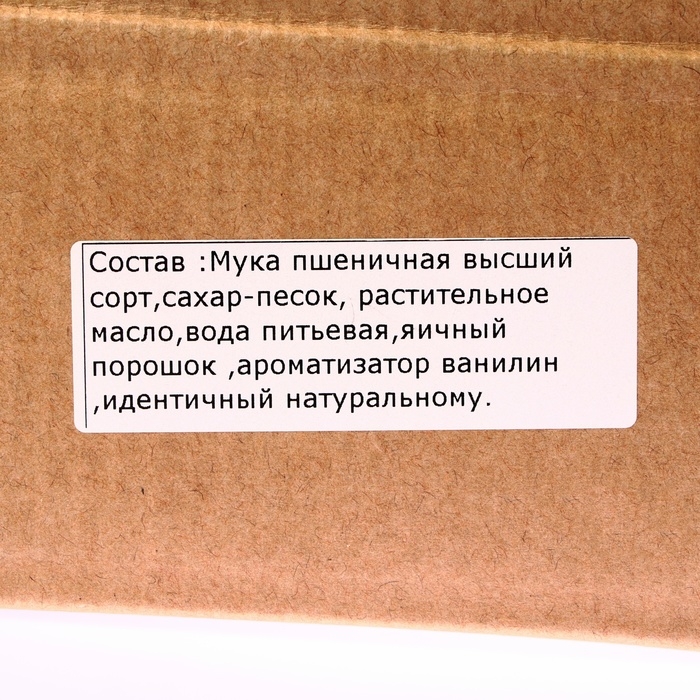 Состав :Мука пшеничная высший
сорт,сахар-песок, растительное
масло,вода питьевая,яичный
порошок ,ароматизатор ванилин
,идентичный натуральному.